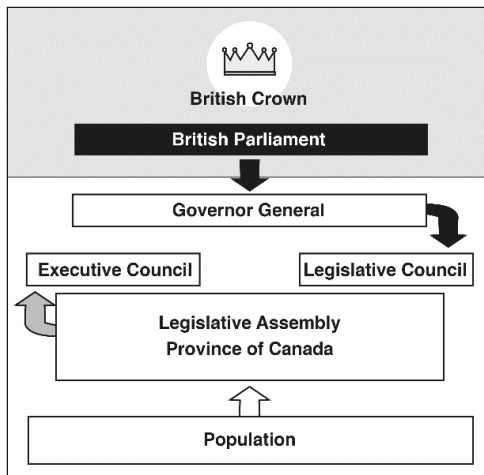 British Crown
British Parliament
Governor General
Executive Council
Legislative Council
Legislative Assembly
Province of Canada
Population